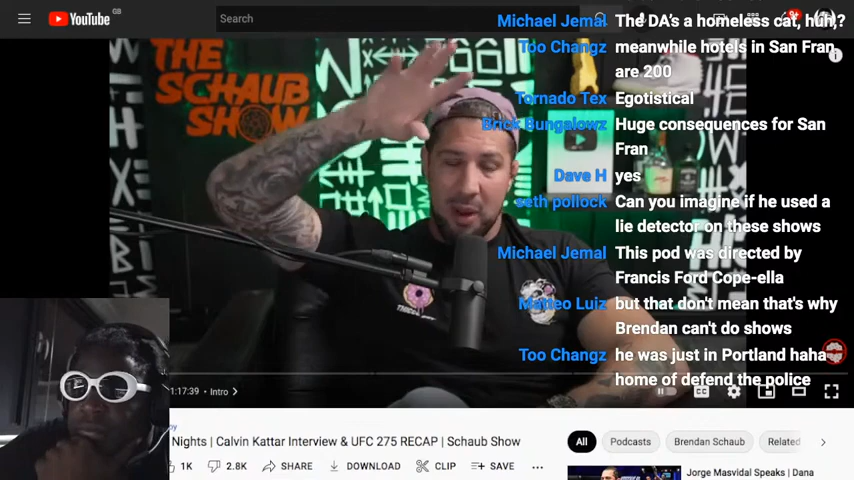 YouTube GB
Search
Michael Jemal The DA's a homeless cat, huh?
Too Changz meanwhile hotels in San Fran
are 200
Tornado Tex Egotistical
Brick Bungalowz Huge consequences for San
Fran
Dave H yes
seth pollock Can you imagine if he used a
lie detector on these shows
Michael Jemal This pod was directed by
Francis Ford Cope-ella
Matteo Luiz but that don't mean that's why
Brendan can't do shows
Too Changz he was just in Portland haha
home of defend the police
THE
SCHAUB
SHOW
1:17:39 • Intro
Nights | Calvin Kattar Interview & UFC 275 RECAP | Schaub Show
1K 2.8K SHARE DOWNLOAD CLIP SAVE
All Podcasts Brendan Schaub Related
Jorge Masvidal Speaks | Dana